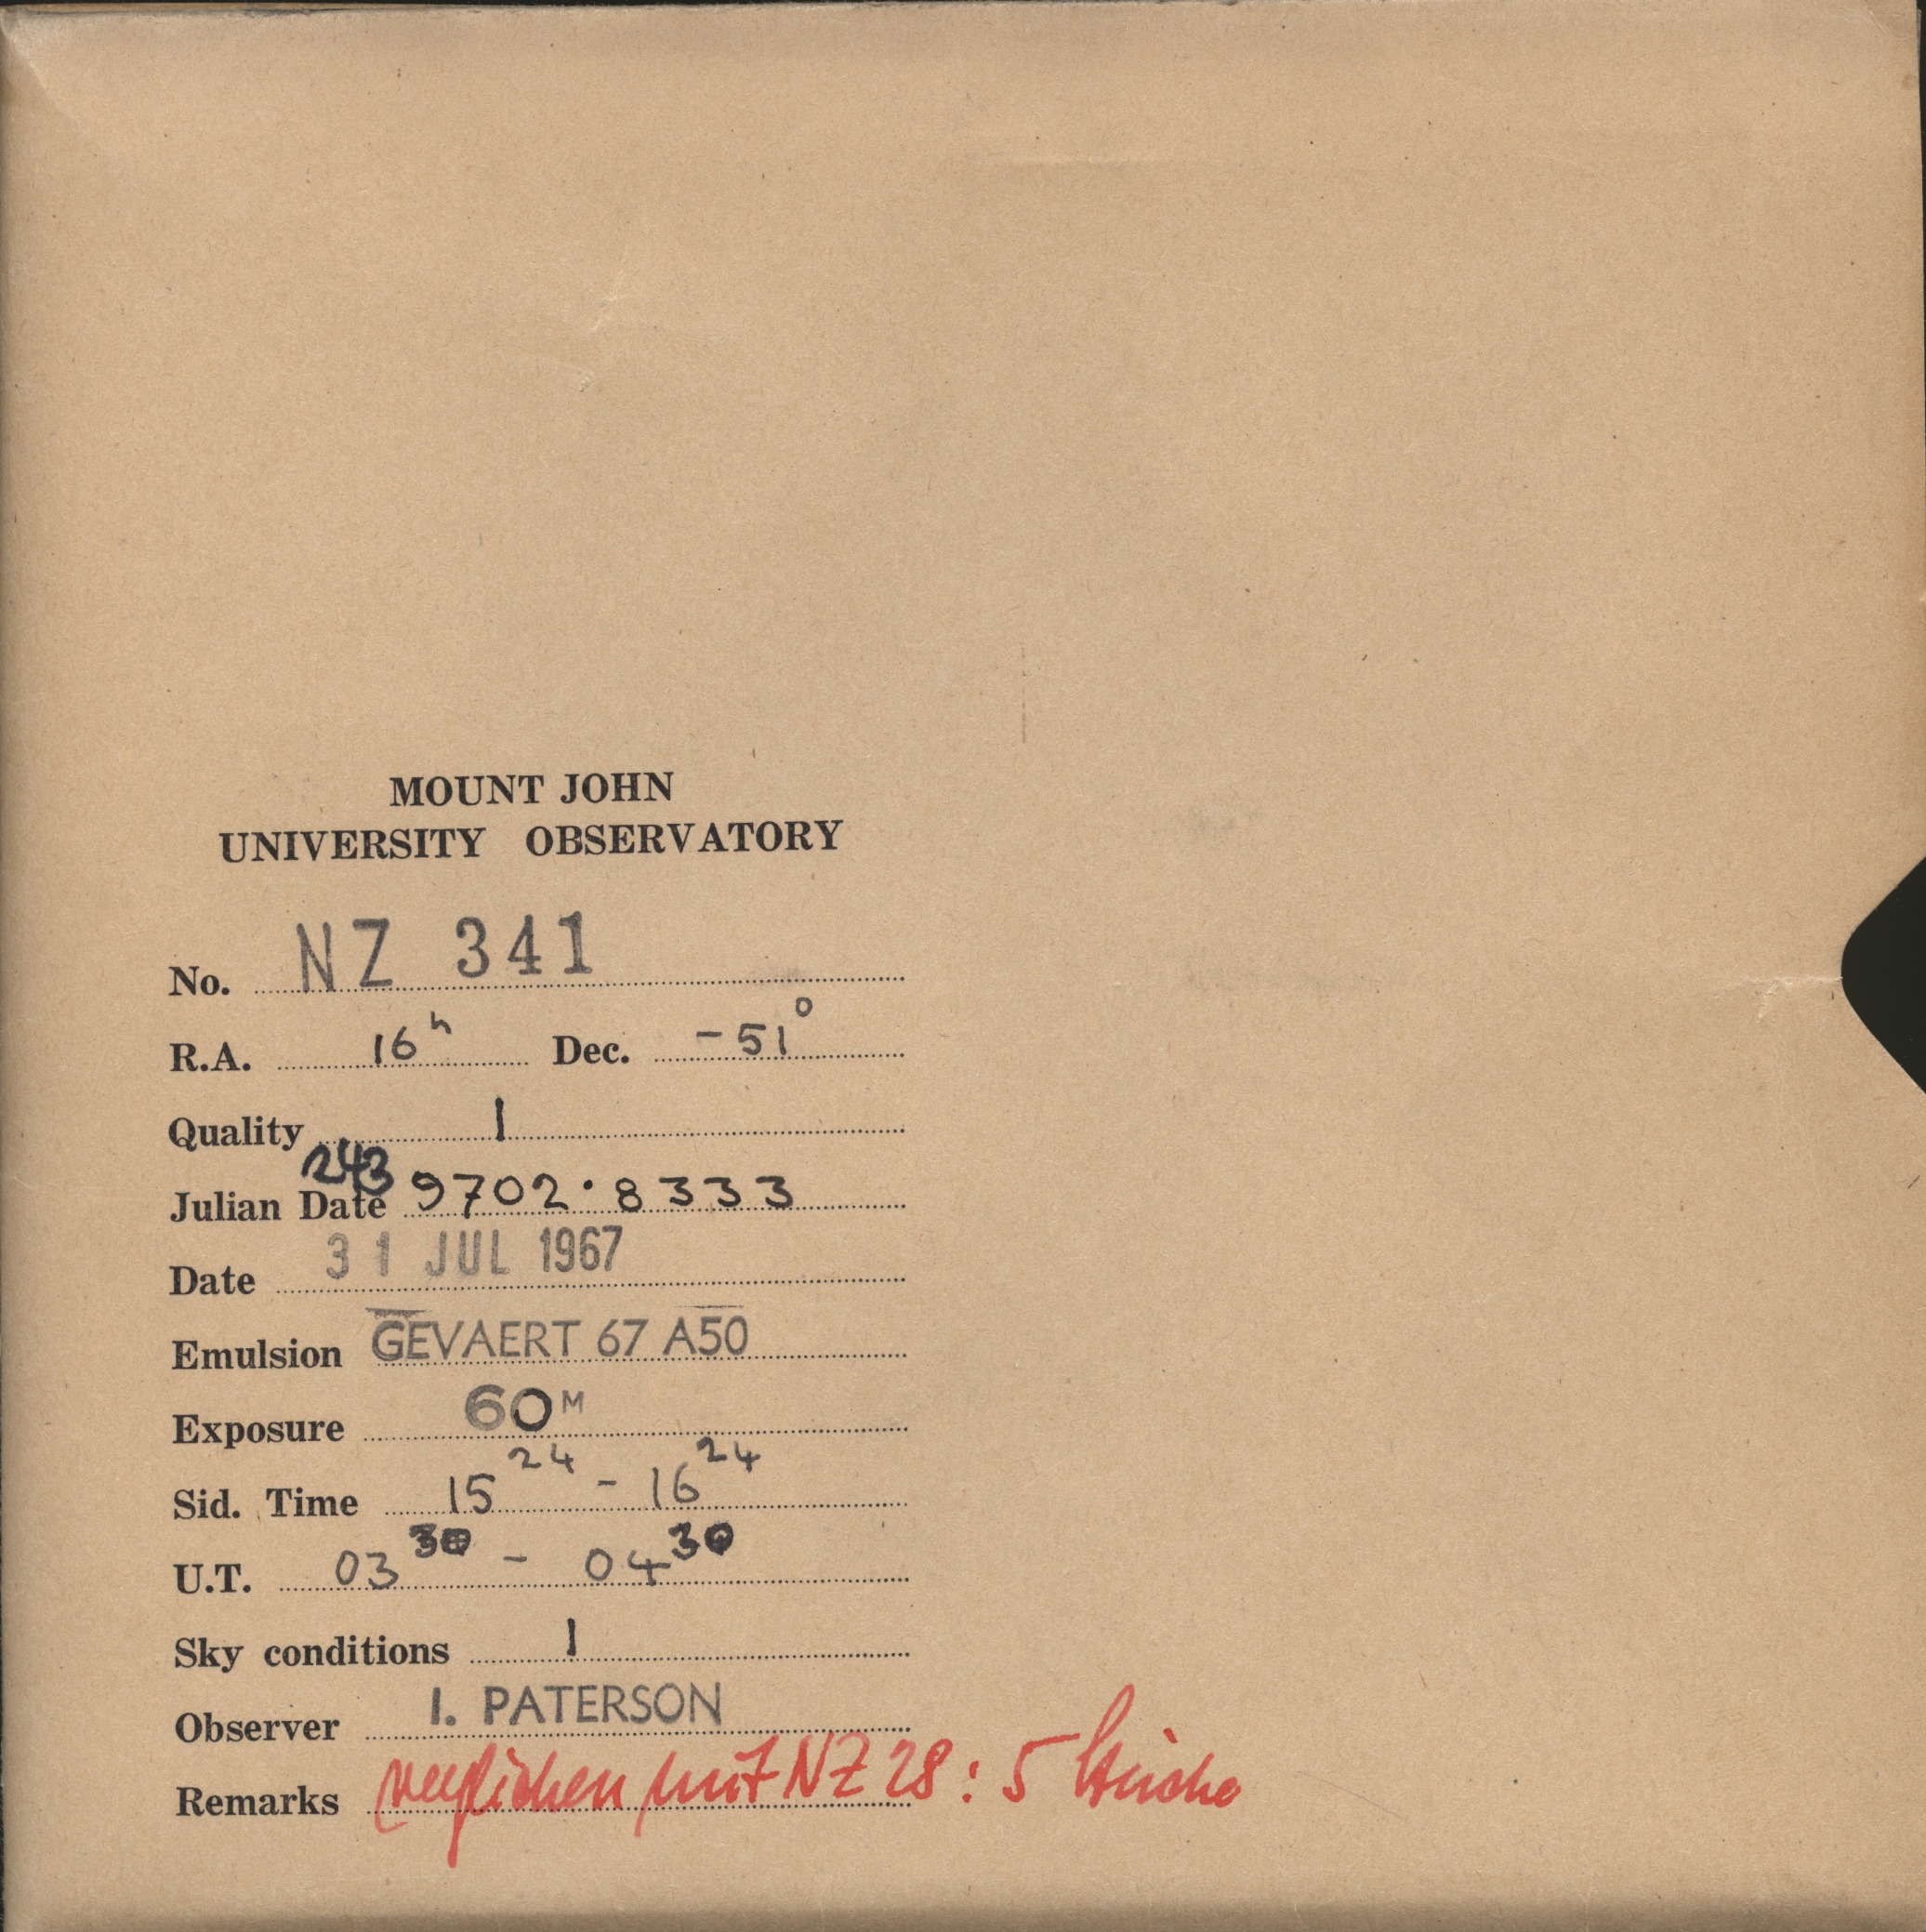 MOUNT JOHN
UNIVERSITY OBSERVATORY
No. NZ 341
R.A. 16h Dec. -51°
Quality 1
243
Julian Date 9702.8333
Date 31 JUL 1967
Emulsion GEVAERT 67 A50
Exposure 60M
Sid. Time 15 24 - 16 24
U.T. 03 30 - 04 30
Sky conditions 1
Observer I. PATERSON
Remarks verglichen mit NZ 28: 5 Striche